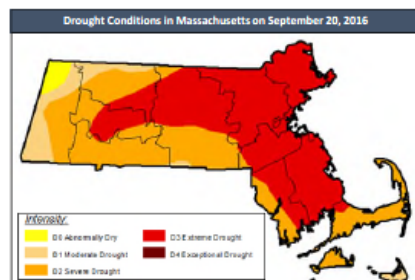 Drought Conditions in Massachusetts on September 20, 2016
Intensity:
D0 Abnormally Dry
D1 Moderate Drought
D2 Severe Drought
D3 Extreme Drought
D4 Exceptional Drought